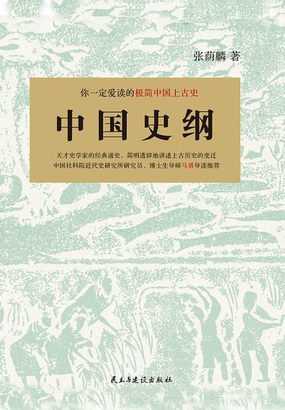 张荫麟 著
你一定爱读的极简中国上古史
中国史纲
天才史学家的经典通史,简明透辟地讲述上古历史的变迁
中国社科院近代史研究所研究员、博士生导师马勇导读推荐
民主与建设出版社